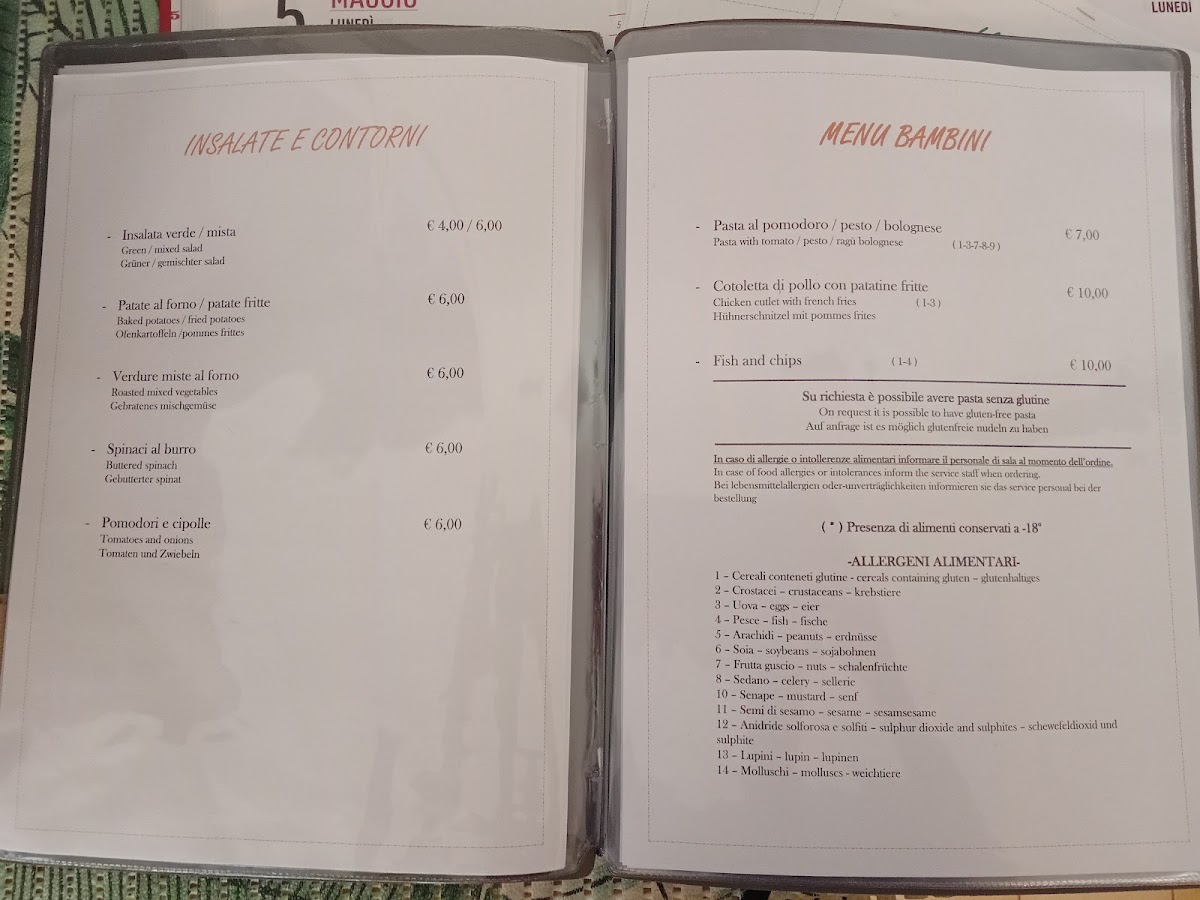 5
MAGGIO
LUNEDÌ
5
5
LUNEDÌ
INSALATE E CONTORNI
- Insalata verde / mista € 4,00 / 6,00
Green / mixed salad
Grüner / gemischter salad
- Patate al forno / patate fritte € 6,00
Baked potatoes / fried potatoes
Ofenkartoffeln /pommes frittes
- Verdure miste al forno € 6,00
Roasted mixed vegetables
Gebratenes mischgemüse
- Spinaci al burro € 6,00
Buttered spinach
Gebutterter spinat
- Pomodori e cipolle € 6,00
Tomatoes and onions
Tomaten und Zwiebeln
MENU BAMBINI
- Pasta al pomodoro / pesto / bolognese € 7,00
Pasta with tomato / pesto / ragù bolognese ( 1-3-7-8-9 )
- Cotoletta di pollo con patatine fritte € 10,00
Chicken cutlet with french fries ( 1-3 )
Hühnerschnitzel mit pommes frites
- Fish and chips ( 1-4 ) € 10,00
Su richiesta è possibile avere pasta senza glutine
On request it is possible to have gluten-free pasta
Auf anfrage ist es möglich glutenfreie nudeln zu haben
In caso di allergie o intollerenze alimentari informare il personale di sala al momento dell'ordine.
In case of food allergies or intolerances inform the service staff when ordering.
Bei lebensmittelallergien oder-unverträglichkeiten informieren sie das service personal bei der
bestellung
( * ) Presenza di alimenti conservati a -18°
-ALLERGENI ALIMENTARI-
1 – Cereali conteneti glutine - cereals containing gluten – glutenhaltiges
2 – Crostacei – crustaceans – krebstiere
3 – Uova – eggs – eier
4 – Pesce – fish – fische
5 – Arachidi – peanuts – erdnüsse
6 – Soia – soybeans – sojabohnen
7 – Frutta guscio – nuts – schalenfrüchte
8 – Sedano – celery – sellerie
10 – Senape – mustard – senf
11 – Semi di sesamo – sesame – sesamsesame
12 – Anidride solforosa e solfiti – sulphur dioxide and sulphites – schewefeldioxid und
sulphite
13 – Lupini – lupin – lupinen
14 – Molluschi – molluscs - weichtiere